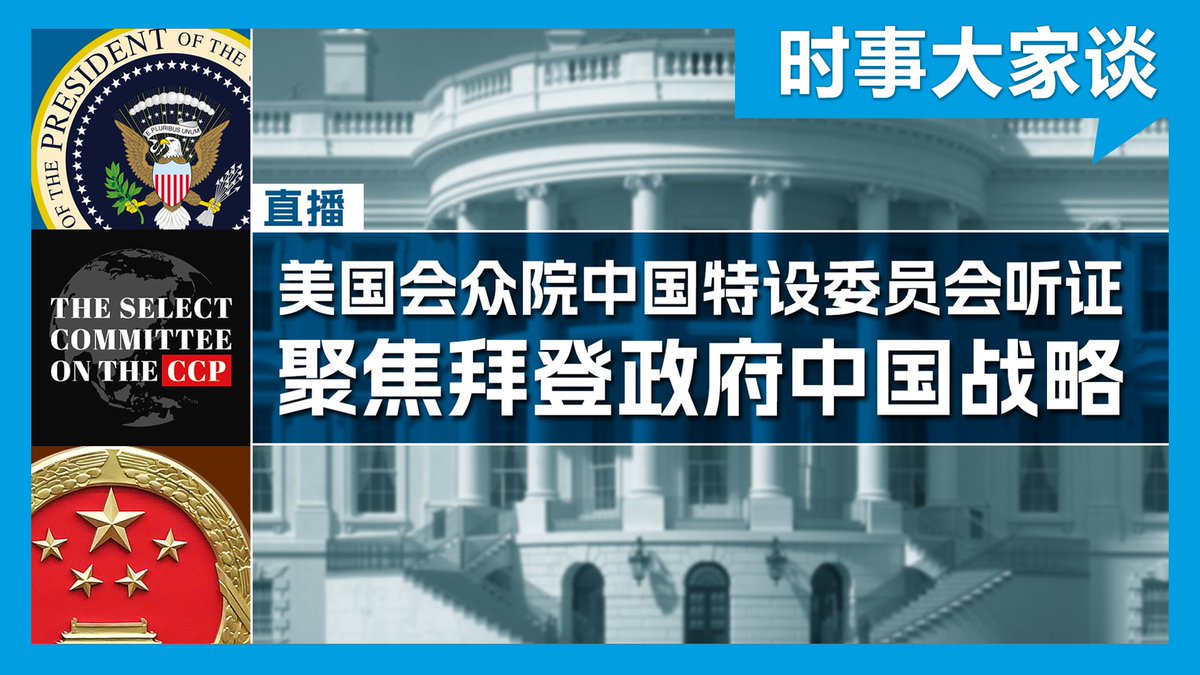 时事大家谈
PRESIDENT OF THE
OF THE
E PLURIBUS UNUM
直播
THE SELECT
COMMITTEE
ON THE CCP
美国会众院中国特设委员会听证
聚焦拜登政府中国战略